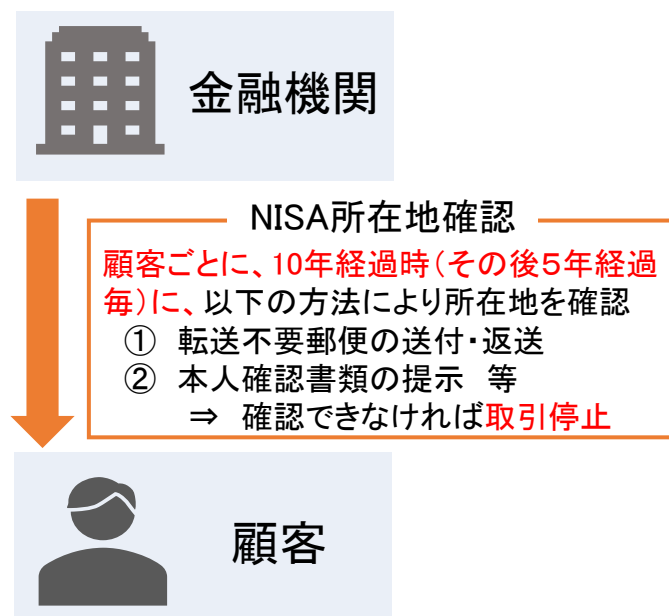 金融機関
NISA所在地確認
顧客ごとに、10年経過時（その後５年経過
毎）に、以下の方法により所在地を確認
① 転送不要郵便の送付・返送
② 本人確認書類の提示　等
⇒ 確認できなければ取引停止
顧客